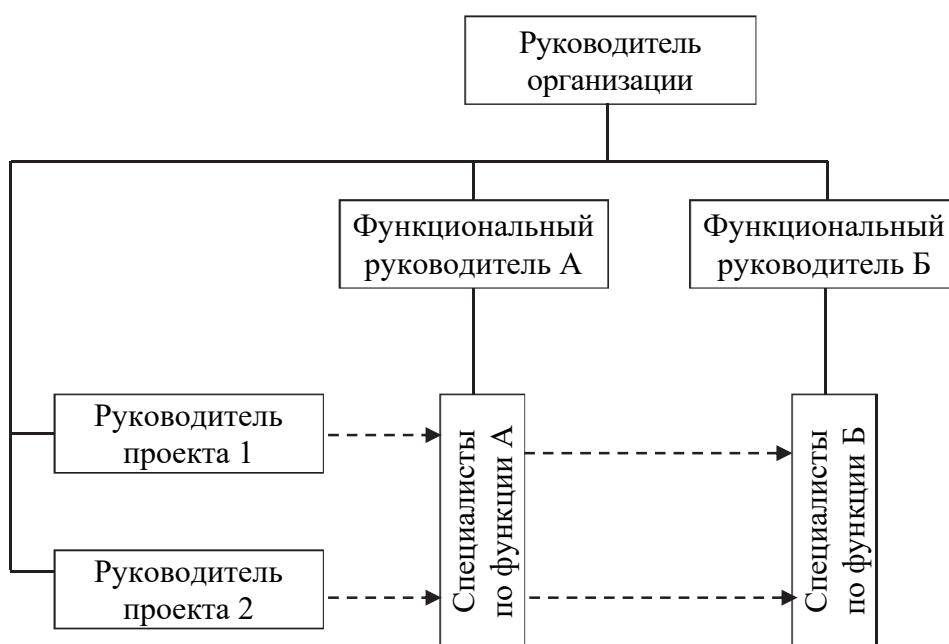 Руководитель
организации
Функциональный
руководитель А
Функциональный
руководитель Б
Руководитель
проекта 1
Специалисты
по функции А
Специалисты
по функции Б
Руководитель
проекта 2